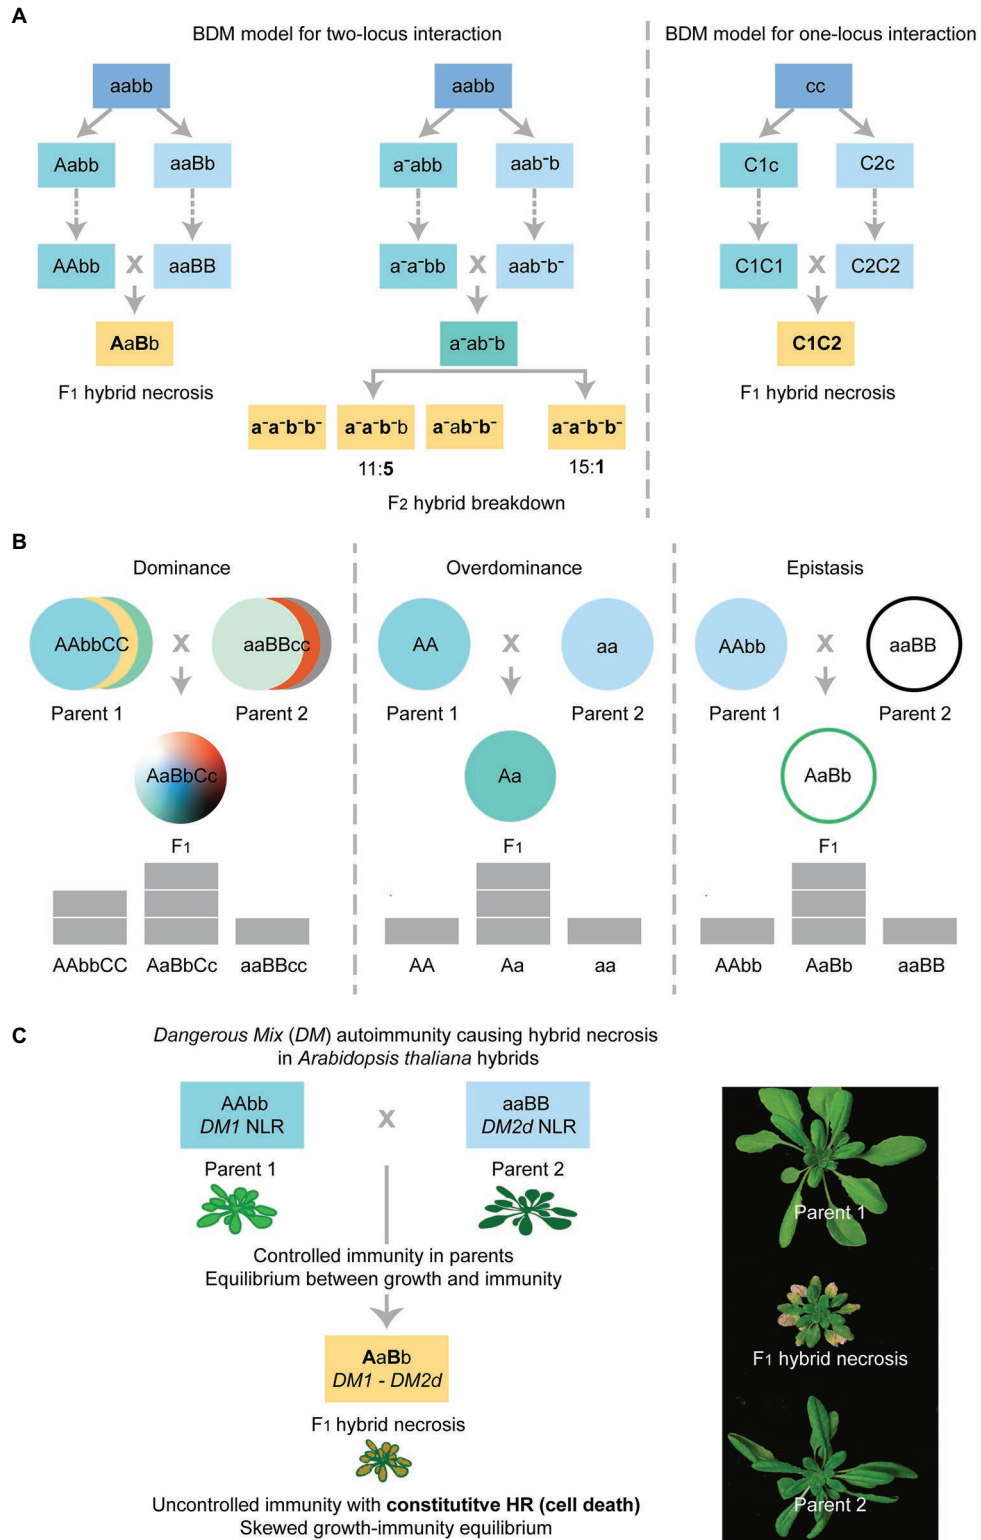 A
BDM model for two-locus interaction
BDM model for one-locus interaction
aabb
aabb
cc
Aabb
aaBb
a⁻abb
aab⁻b
C1c
C2c
AAbb
X
aaBB
a⁻a⁻bb
X
aab⁻b⁻
C1C1
X
C2C2
AaBb
a⁻ab⁻b
C1C2
F1 hybrid necrosis
F1 hybrid necrosis
a⁻a⁻b⁻b⁻
a⁻a⁻b⁻b
a⁻ab⁻b⁻
a⁻a⁻b⁻b⁻
11:5
15:1
F2 hybrid breakdown
B
Dominance
Overdominance
Epistasis
AAbbCC
X
aaBBcc
AA
X
aa
AAbb
X
aaBB
Parent 1
Parent 2
Parent 1
Parent 2
Parent 1
Parent 2
AaBbCc
Aa
AaBb
F1
F1
F1
AAbbCC
AaBbCc
aaBBcc
AA
Aa
aa
AAbb
AaBb
aaBB
C
Dangerous Mix (DM) autoimmunity causing hybrid necrosis
in Arabidopsis thaliana hybrids
AAbb
DM1 NLR
X
aaBB
DM2d NLR
Parent 1
Parent 2
Controlled immunity in parents
Equilibrium between growth and immunity
AaBb
DM1 - DM2d
F1 hybrid necrosis
Uncontrolled immunity with constitutitve HR (cell death)
Skewed growth-immunity equilibrium
Parent 1
F1 hybrid necrosis
Parent 2